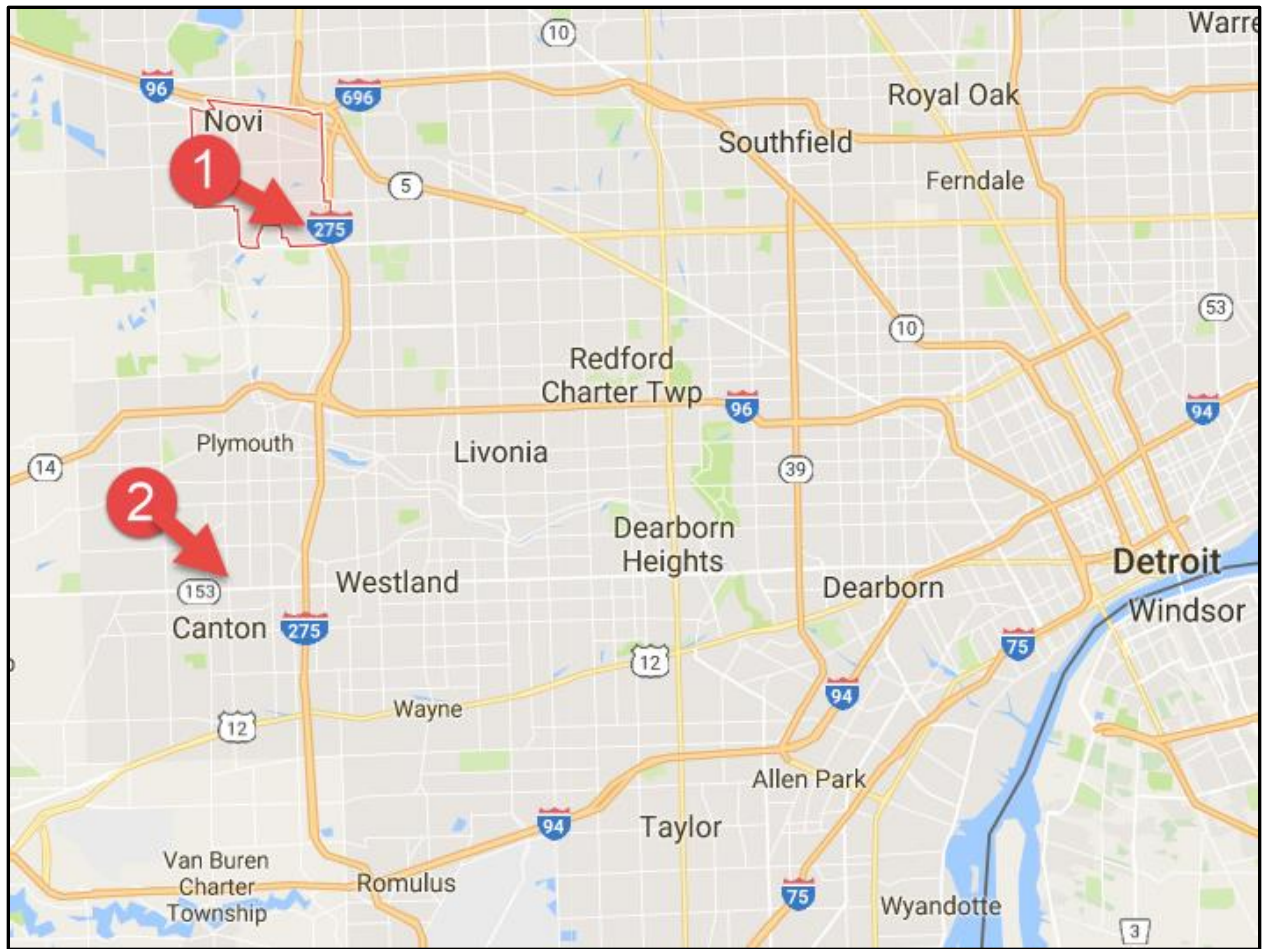 10
Warre
96
696
Royal Oak
Novi
Southfield
1
5
Ferndale
275
53
10
Redford
Charter Twp
96
94
Plymouth
Livonia
14
39
2
Dearborn
Heights
Detroit
153
Westland
Dearborn
Windsor
Canton
275
75
12
94
Wayne
12
Allen Park
94
Taylor
Van Buren
Charter
Township
Romulus
75
Wyandotte
3